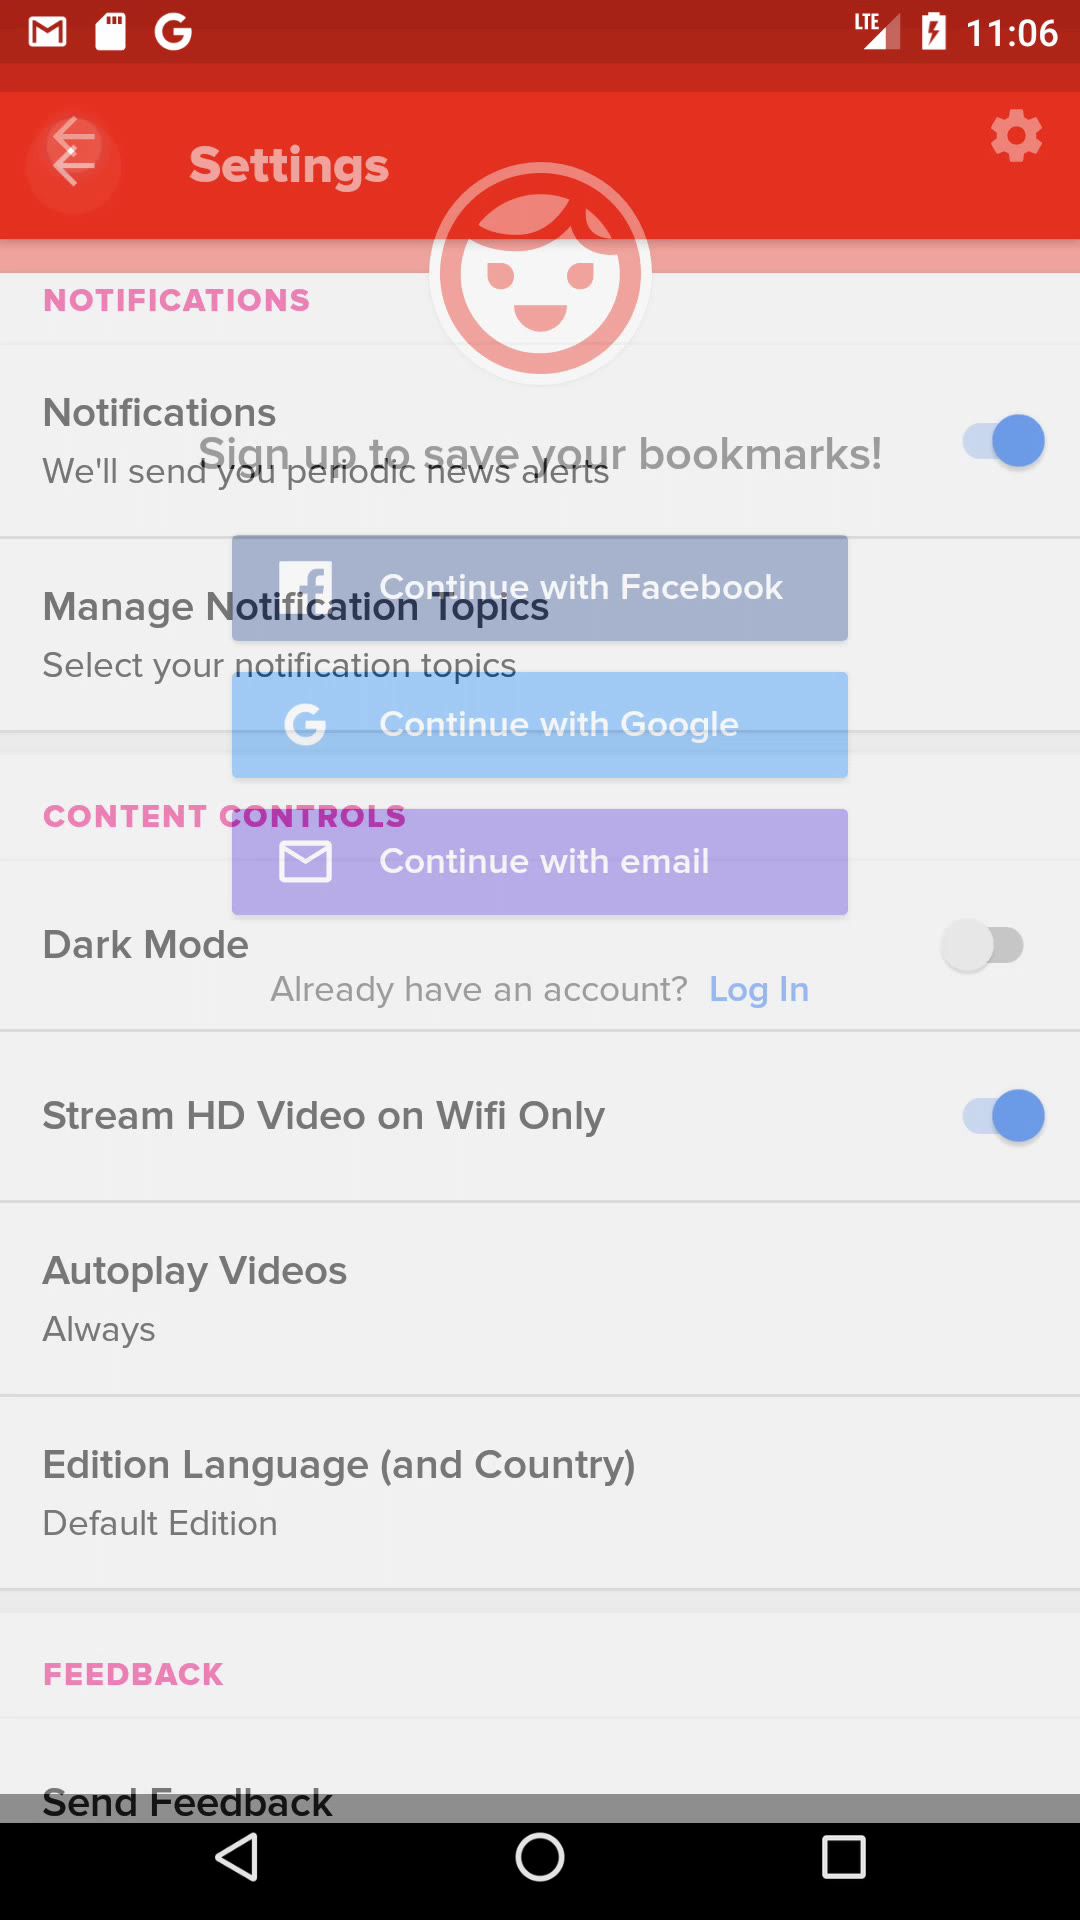 LTE 11:06
Settings
NOTIFICATIONS
Notifications
Sign up to save your bookmarks!
We'll send you periodic news alerts
Continue with Facebook
Manage Notification Topics
Select your notification topics
Continue with Google
CONTENT CONTROLS
Continue with email
Dark Mode
Already have an account? Log In
Stream HD Video on Wifi Only
Autoplay Videos
Always
Edition Language (and Country)
Default Edition
FEEDBACK
Send Feedback